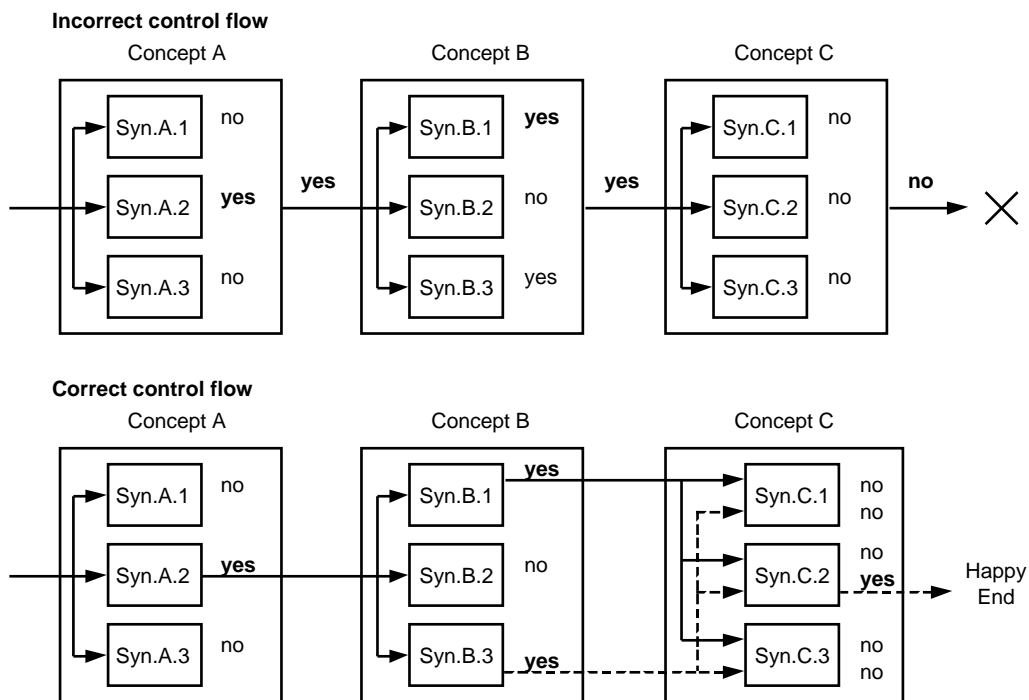 Incorrect control flow
Concept A Concept B Concept C
Syn.A.1 no Syn.B.1 yes Syn.C.1 no
yes yes no
Syn.A.2 yes Syn.B.2 no Syn.C.2 no
Syn.A.3 no Syn.B.3 yes Syn.C.3 no
Correct control flow
Concept A Concept B Concept C
Syn.A.1 no Syn.B.1 yes Syn.C.1 no
no
Syn.A.2 yes Syn.B.2 no Syn.C.2 no
yes Happy
End
Syn.A.3 no Syn.B.3 yes Syn.C.3 no
no